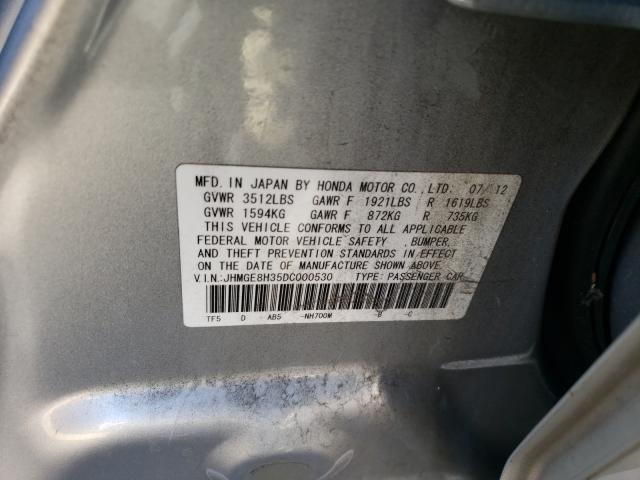 MFD. IN JAPAN BY HONDA MOTOR CO., LTD. 07/12
GVWR 3512LBS GAWR F 1921LBS R 1619LBS
GVWR 1594KG GAWR F 872KG R 735KG
THIS VEHICLE CONFORMS TO ALL APPLICABLE
FEDERAL MOTOR VEHICLE SAFETY , BUMPER,
AND THEFT PREVENTION STANDARDS IN EFFECT
ON THE DATE OF MANUFACTURE SHOWN ABOVE.
V.I.N.:JHMGE8H35DC000530 TYPE: PASSENGER CAR
TF5 D -AB5 -NH700M -B -C